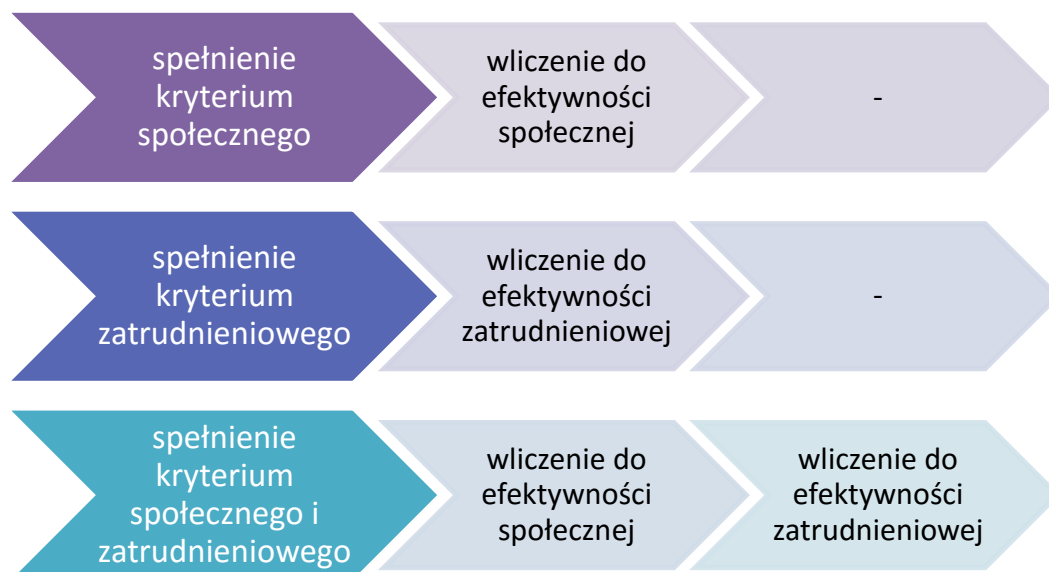 spełnienie
kryterium
społecznego
wliczenie do
efektywności
społecznej
-
spełnienie
kryterium
zatrudnieniowego
wliczenie do
efektywności
zatrudnieniowej
-
spełnienie
kryterium
społecznego i
zatrudnieniowego
wliczenie do
efektywności
społecznej
wliczenie do
efektywności
zatrudnieniowej